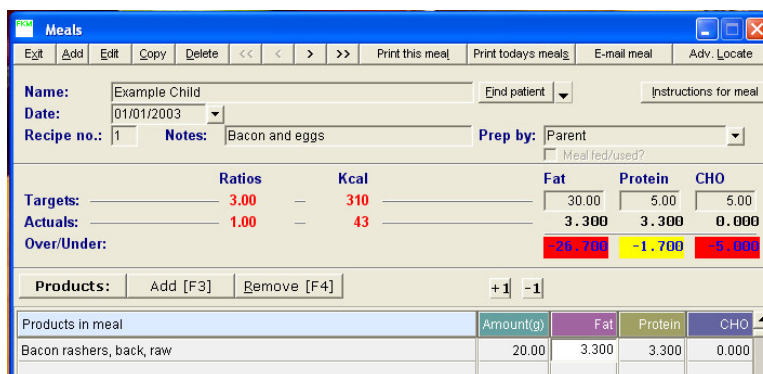 FKM Meals
Exit Add Edit Copy Delete << < > >> Print this meal Print todays meals E-mail meal Adv. Locate
Name: Example Child Find patient Instructions for meal
Date: 01/01/2003
Recipe no.: 1 Notes: Bacon and eggs Prep by: Parent
Meal fed/used?
Ratios Kcal Fat Protein CHO
Targets: 3.00 310 30.00 5.00 5.00
Actuals: 1.00 43 3.300 3.300 0.000
Over/Under: -26.700 -1.700 -5.000
Products: Add [F3] Remove [F4] +1 -1
Products in meal Amount(g) Fat Protein CHO
Bacon rashers, back, raw 20.00 3.300 3.300 0.000